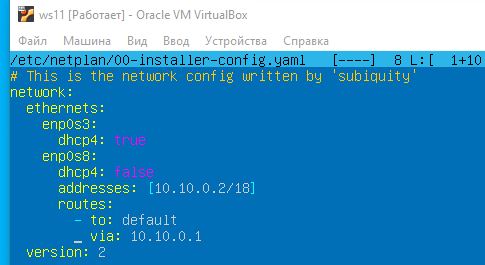 ws11 [Работает] - Oracle VM VirtualBox
Файл Машина Вид Ввод Устройства Справка
/etc/netplan/00-installer-config.yaml [----] 8 L:[ 1+10
# This is the network config written by 'subiquity'
network:
  ethernets:
    enp0s3:
      dhcp4: true
    enp0s8:
      dhcp4: false
      addresses: [10.10.0.2/18]
      routes:
        - to: default
        _ via: 10.10.0.1
  version: 2